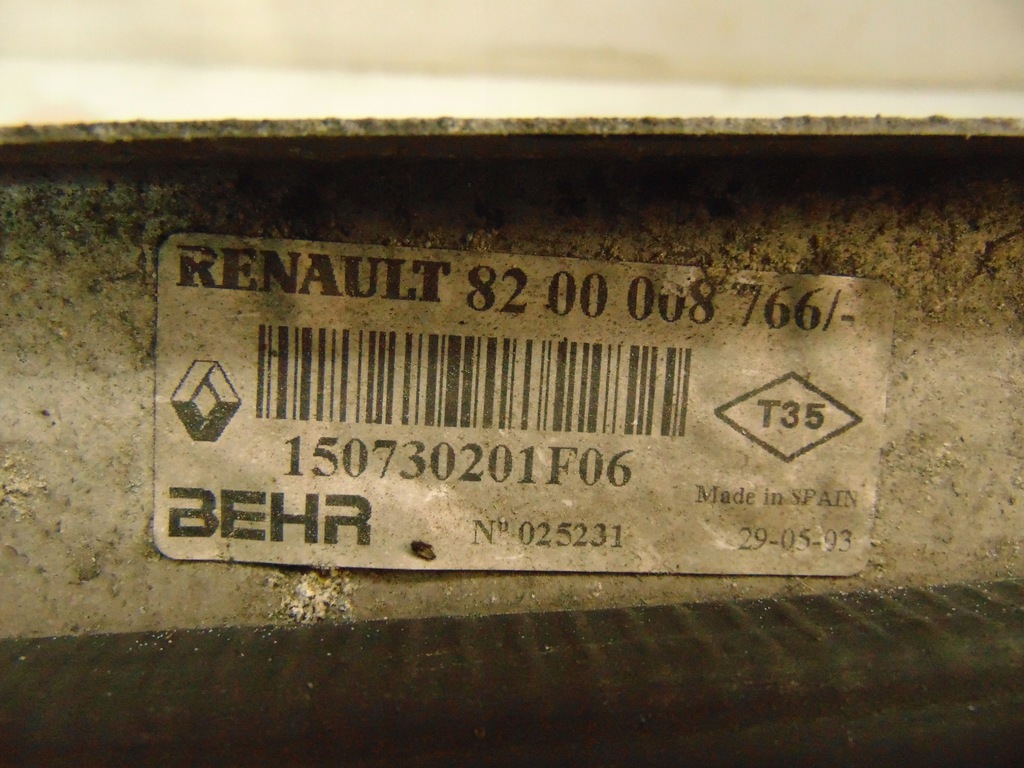 RENAULT 82 00 008 766/-
T35
150730201F06
Made in SPAIN
BEHR Nº 025231 29-05-03